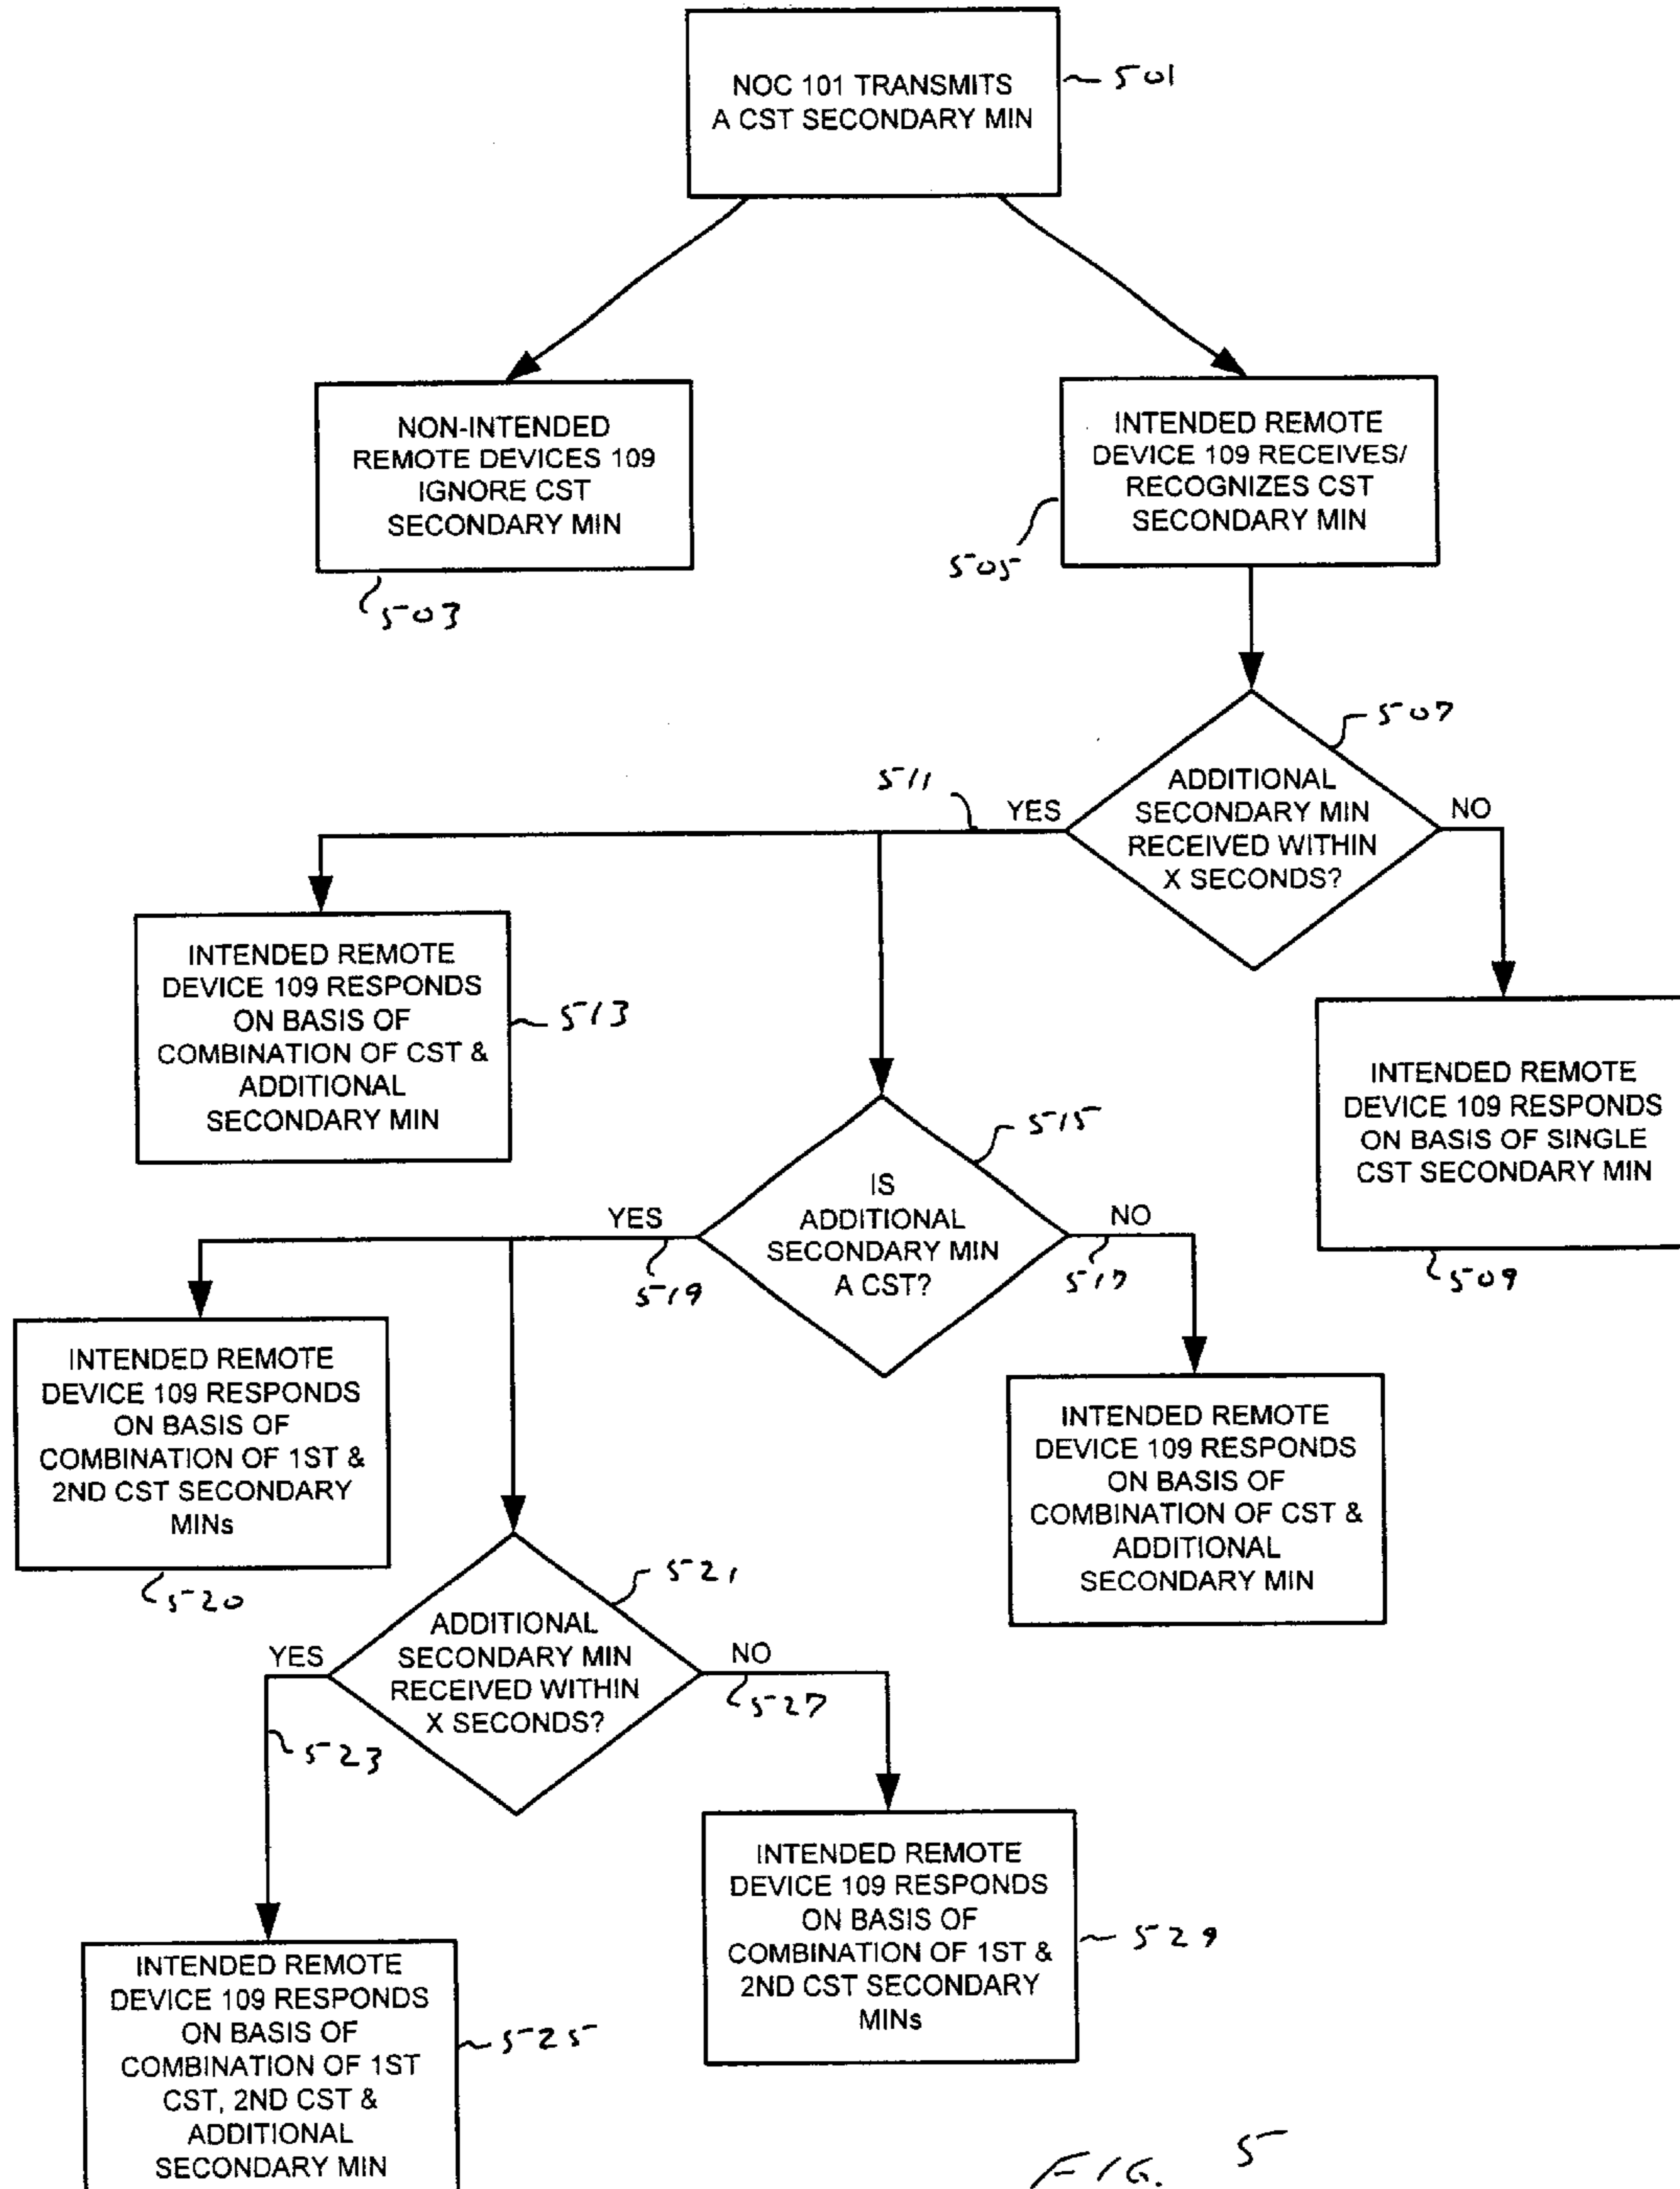 NOC 101 TRANSMITS
A CST SECONDARY MIN
501
NON-INTENDED
REMOTE DEVICES 109
IGNORE CST
SECONDARY MIN
503
INTENDED REMOTE
DEVICE 109 RECEIVES/
RECOGNIZES CST
SECONDARY MIN
505
507
ADDITIONAL
SECONDARY MIN
RECEIVED WITHIN
X SECONDS?
511
YES
NO
INTENDED REMOTE
DEVICE 109 RESPONDS
ON BASIS OF
COMBINATION OF CST &
ADDITIONAL
SECONDARY MIN
513
INTENDED REMOTE
DEVICE 109 RESPONDS
ON BASIS OF SINGLE
CST SECONDARY MIN
509
515
IS
ADDITIONAL
SECONDARY MIN
A CST?
YES
519
NO
517
INTENDED REMOTE
DEVICE 109 RESPONDS
ON BASIS OF
COMBINATION OF 1ST &
2ND CST SECONDARY
MINs
520
INTENDED REMOTE
DEVICE 109 RESPONDS
ON BASIS OF
COMBINATION OF CST &
ADDITIONAL
SECONDARY MIN
521
ADDITIONAL
SECONDARY MIN
RECEIVED WITHIN
X SECONDS?
YES
523
NO
527
INTENDED REMOTE
DEVICE 109 RESPONDS
ON BASIS OF
COMBINATION OF 1ST &
2ND CST SECONDARY
MINs
529
INTENDED REMOTE
DEVICE 109 RESPONDS
ON BASIS OF
COMBINATION OF 1ST
CST, 2ND CST &
ADDITIONAL
SECONDARY MIN
525
FIG. 5